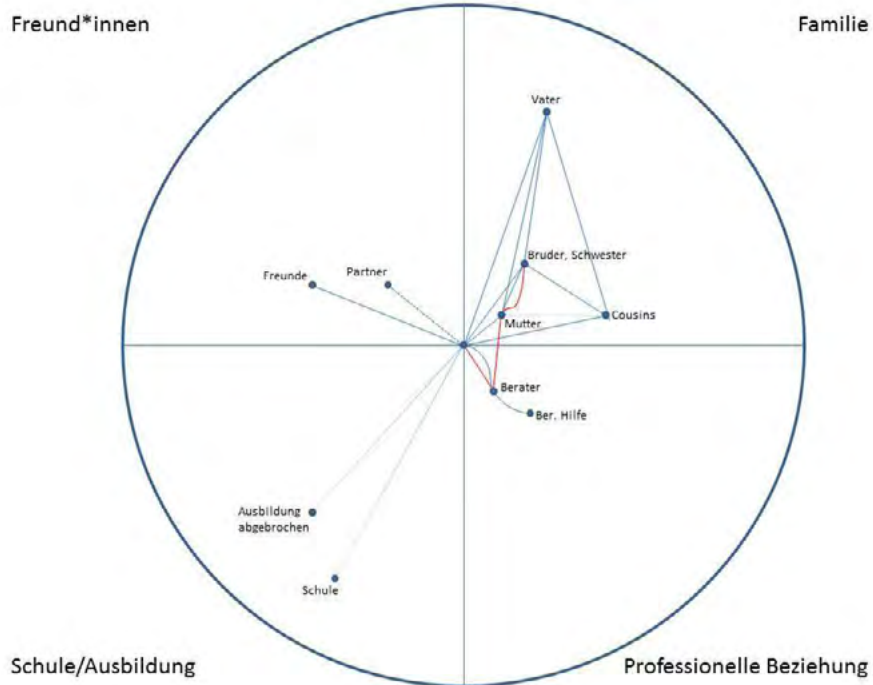 Freund*innen
Familie
Vater
Bruder, Schwester
Freunde
Partner
Mutter
Cousins
Berater
Ber. Hilfe
Ausbildung
abgebrochen
Schule
Schule/Ausbildung
Professionelle Beziehung